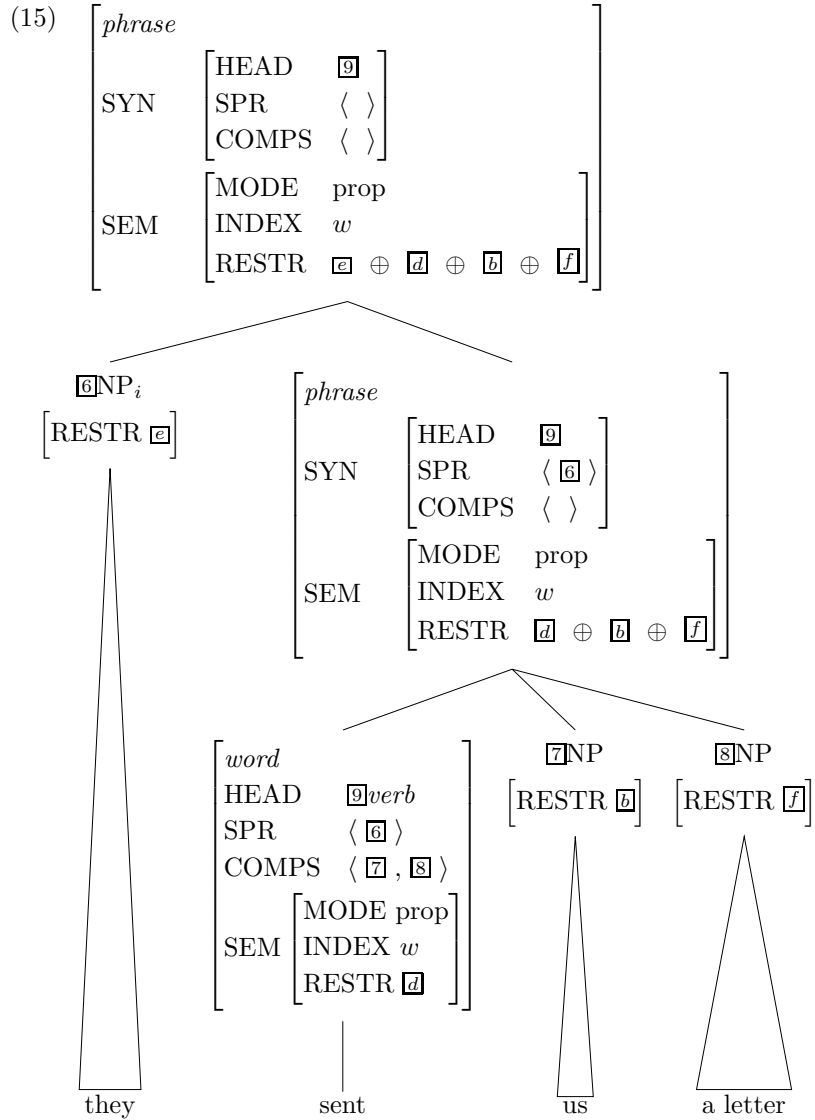 (15)
phrase
SYN HEAD 9
SPR ⟨ ⟩
COMPS ⟨ ⟩
SEM MODE prop
INDEX w
RESTR e ⊕ d ⊕ b ⊕ f
6NPi
[RESTR e]
phrase
SYN HEAD 9
SPR ⟨ 6 ⟩
COMPS ⟨ ⟩
SEM MODE prop
INDEX w
RESTR d ⊕ b ⊕ f
word
HEAD 9verb
SPR ⟨ 6 ⟩
COMPS ⟨ 7 , 8 ⟩
SEM MODE prop
INDEX w
RESTR d
7NP
[RESTR b]
8NP
[RESTR f]
they sent us a letter